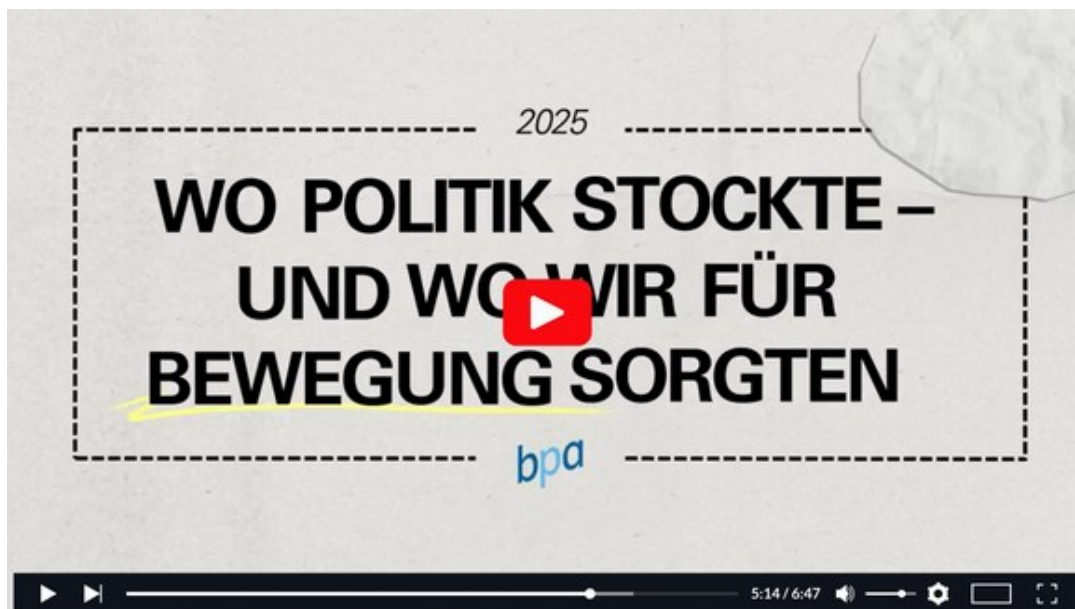 2025
WO POLITIK STOCKTE –
UND WO WIR FÜR
BEWEGUNG SORGTEN
bpa
5:14 / 6:47